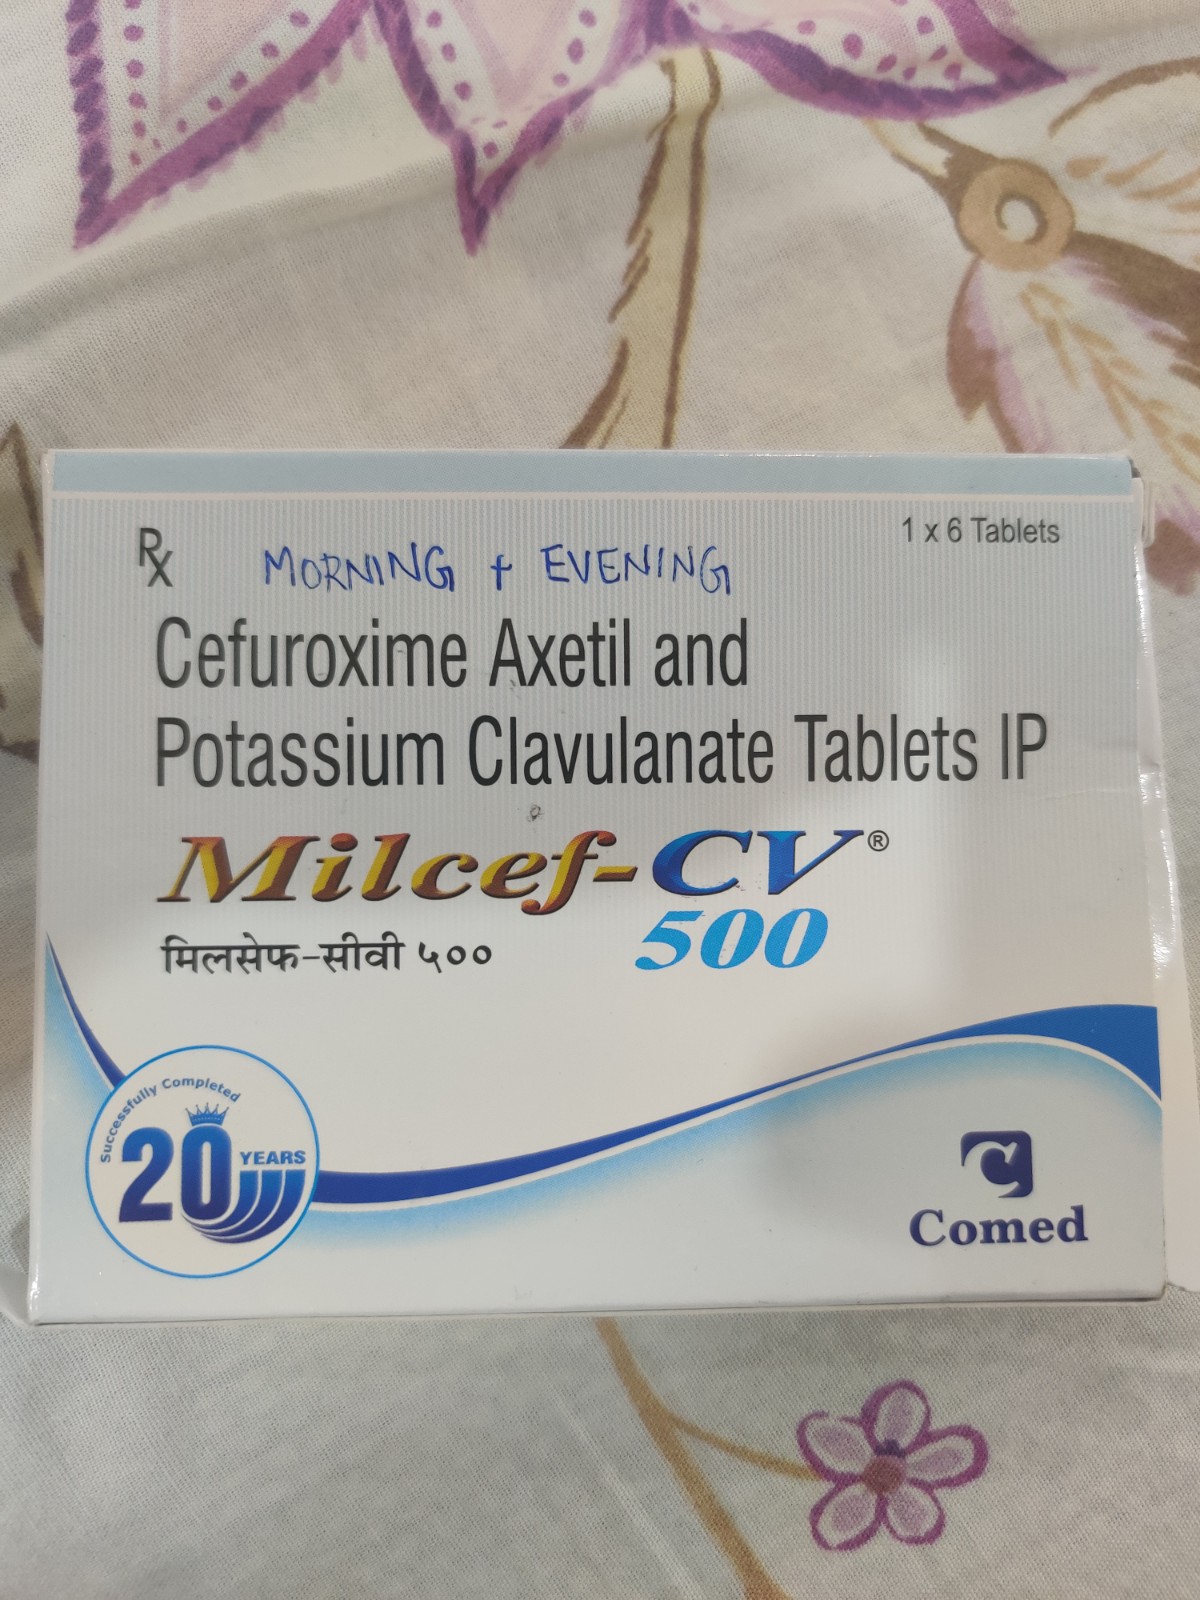 1 x 6 Tablets
Rx MORNING + EVENING
Cefuroxime Axetil and
Potassium Clavulanate Tablets IP
Milcef-CV®
500
मिलसेफ-सीवी ५००
Successfully Completed
20 YEARS
Comed